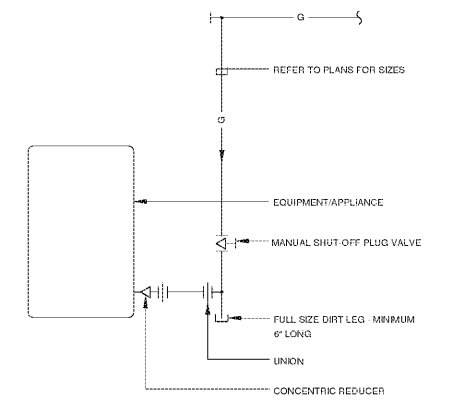 G
REFER TO PLANS FOR SIZES
G
EQUIPMENT/APPLIANCE
MANUAL SHUT-OFF PLUG VALVE
FULL SIZE DIRT LEG - MINIMUM
6" LONG
UNION
CONCENTRIC REDUCER